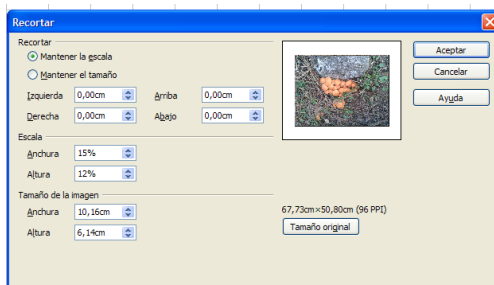 Recortar
Recortar
Mantener la escala
Mantener el tamaño
Izquierda 0,00cm Arriba 0,00cm
Derecha 0,00cm Abajo 0,00cm
Escala
Anchura 15%
Altura 12%
Tamaño de la imagen
Anchura 10,16cm
Altura 6,14cm
67,73cm×50,80cm (96 PPI)
Tamaño original
Aceptar
Cancelar
Ayuda